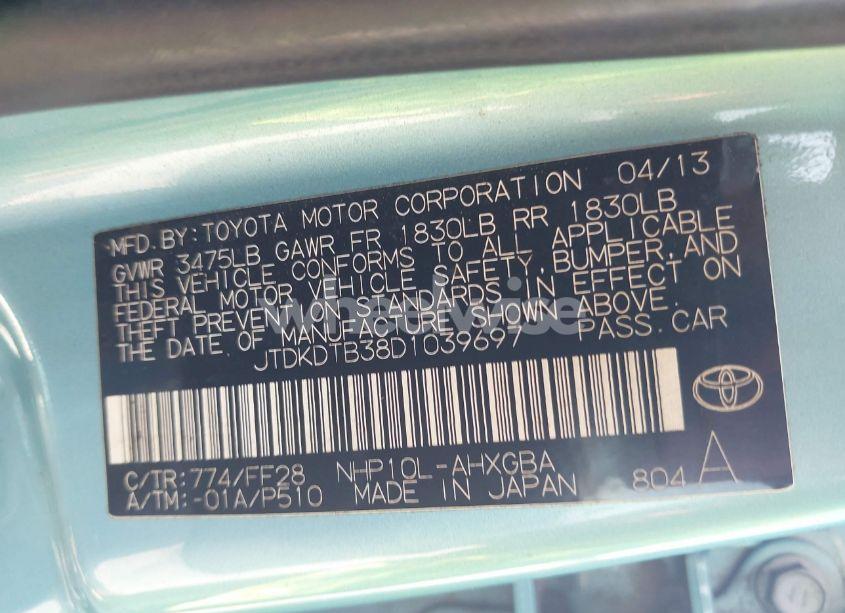 MFD. BY: TOYOTA MOTOR CORPORATION 04/13
GVWR 3475LB GAWR FR 1830LB RR 1830LB
THIS VEHICLE CONFORMS TO ALL APPLICABLE
FEDERAL MOTOR VEHICLE SAFETY, BUMPER, AND
THEFT PREVENTION STANDARDS IN EFFECT ON
THE DATE OF MANUFACTURE SHOWN ABOVE.
JTDKDTB38D1039697 PASS. CAR
wheelwise
C/TR: 774/FF28 NHP10L-AHXGBA
A/TM: -01A/P510 MADE IN JAPAN 804 A